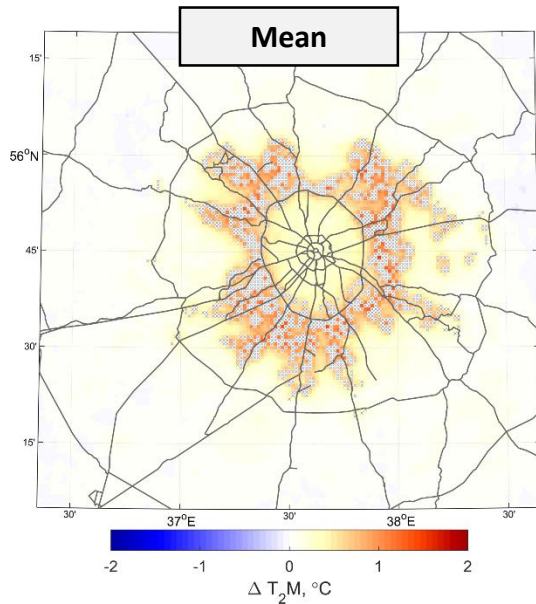 Mean
15'
56°N
45'
30'
15'
30' 37°E 30' 38°E 30'
-2 -1 0 1 2
Δ T₂M, °C